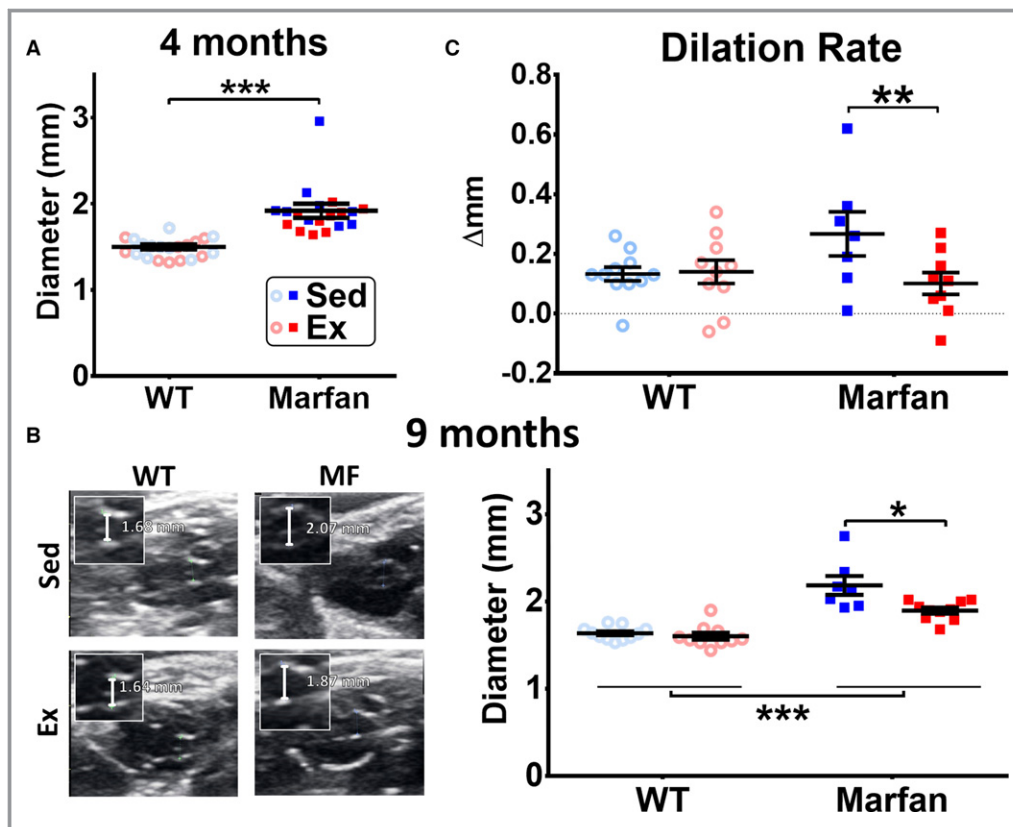 A
4 months
Diameter (mm)
3
2
1
0
***
Sed
Ex
WT
Marfan
C
Dilation Rate
Δmm
0.8
0.6
0.4
0.2
0.0
-0.2
**
WT
Marfan
B
9 months
WT
MF
Sed
1.68 mm
2.07 mm
Ex
1.64 mm
1.87 mm
Diameter (mm)
3
2
1
0
*
***
WT
Marfan